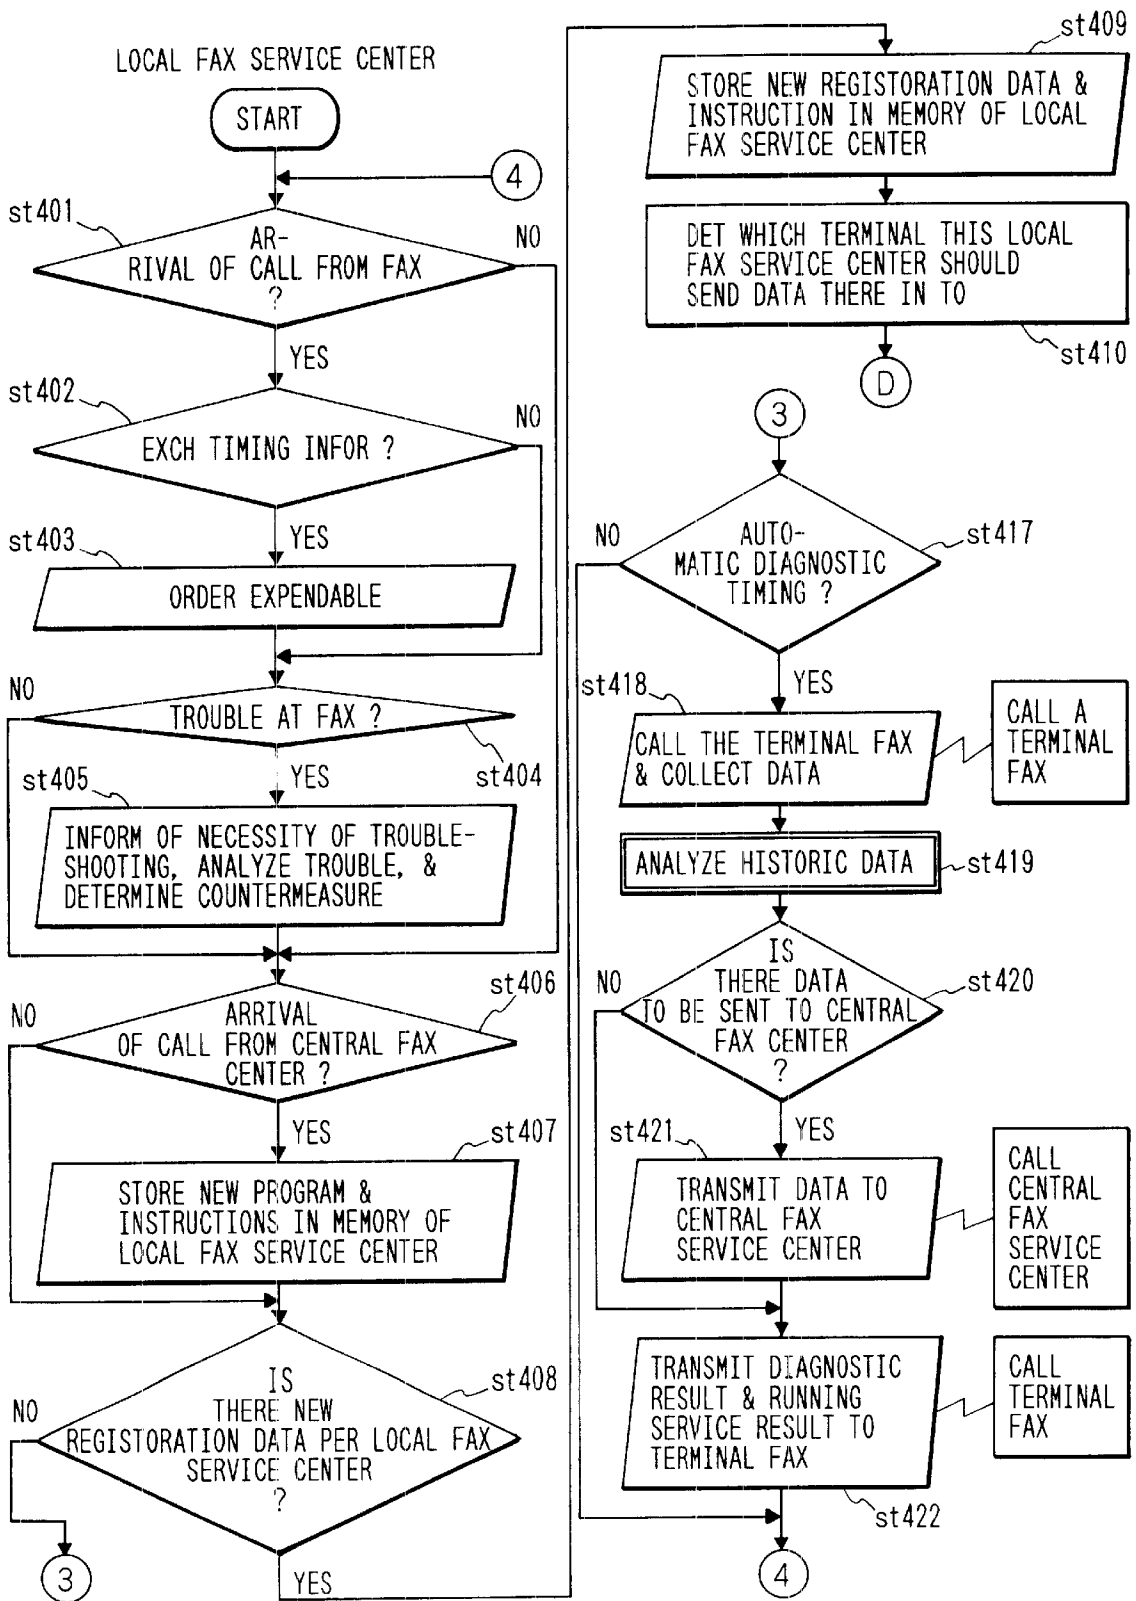 LOCAL FAX SERVICE CENTER
START
4
st401
AR-
RIVAL OF CALL FROM FAX
?
NO
YES
st402
EXCH TIMING INFOR ?
NO
YES
st403
ORDER EXPENDABLE
NO
TROUBLE AT FAX ?
st404
YES
st405
INFORM OF NECESSITY OF TROUBLE-
SHOOTING, ANALYZE TROUBLE, &
DETERMINE COUNTERMEASURE
st406
NO
ARRIVAL
OF CALL FROM CENTRAL FAX
CENTER ?
YES
st407
STORE NEW PROGRAM &
INSTRUCTIONS IN MEMORY OF
LOCAL FAX SERVICE CENTER
st408
NO
IS
THERE NEW
REGISTORATION DATA PER LOCAL FAX
SERVICE CENTER
?
3
YES
st409
STORE NEW REGISTORATION DATA &
INSTRUCTION IN MEMORY OF LOCAL
FAX SERVICE CENTER
DET WHICH TERMINAL THIS LOCAL
FAX SERVICE CENTER SHOULD
SEND DATA THERE IN TO
st410
D
3
NO
AUTO-
MATIC DIAGNOSTIC
TIMING ?
st417
YES
st418
CALL THE TERMINAL FAX
& COLLECT DATA
CALL A
TERMINAL
FAX
ANALYZE HISTORIC DATA
st419
NO
IS
THERE DATA
TO BE SENT TO CENTRAL
FAX CENTER
?
st420
YES
st421
TRANSMIT DATA TO
CENTRAL FAX
SERVICE CENTER
CALL
CENTRAL
FAX
SERVICE
CENTER
TRANSMIT DIAGNOSTIC
RESULT & RUNNING
SERVICE RESULT TO
TERMINAL FAX
CALL
TERMINAL
FAX
st422
4